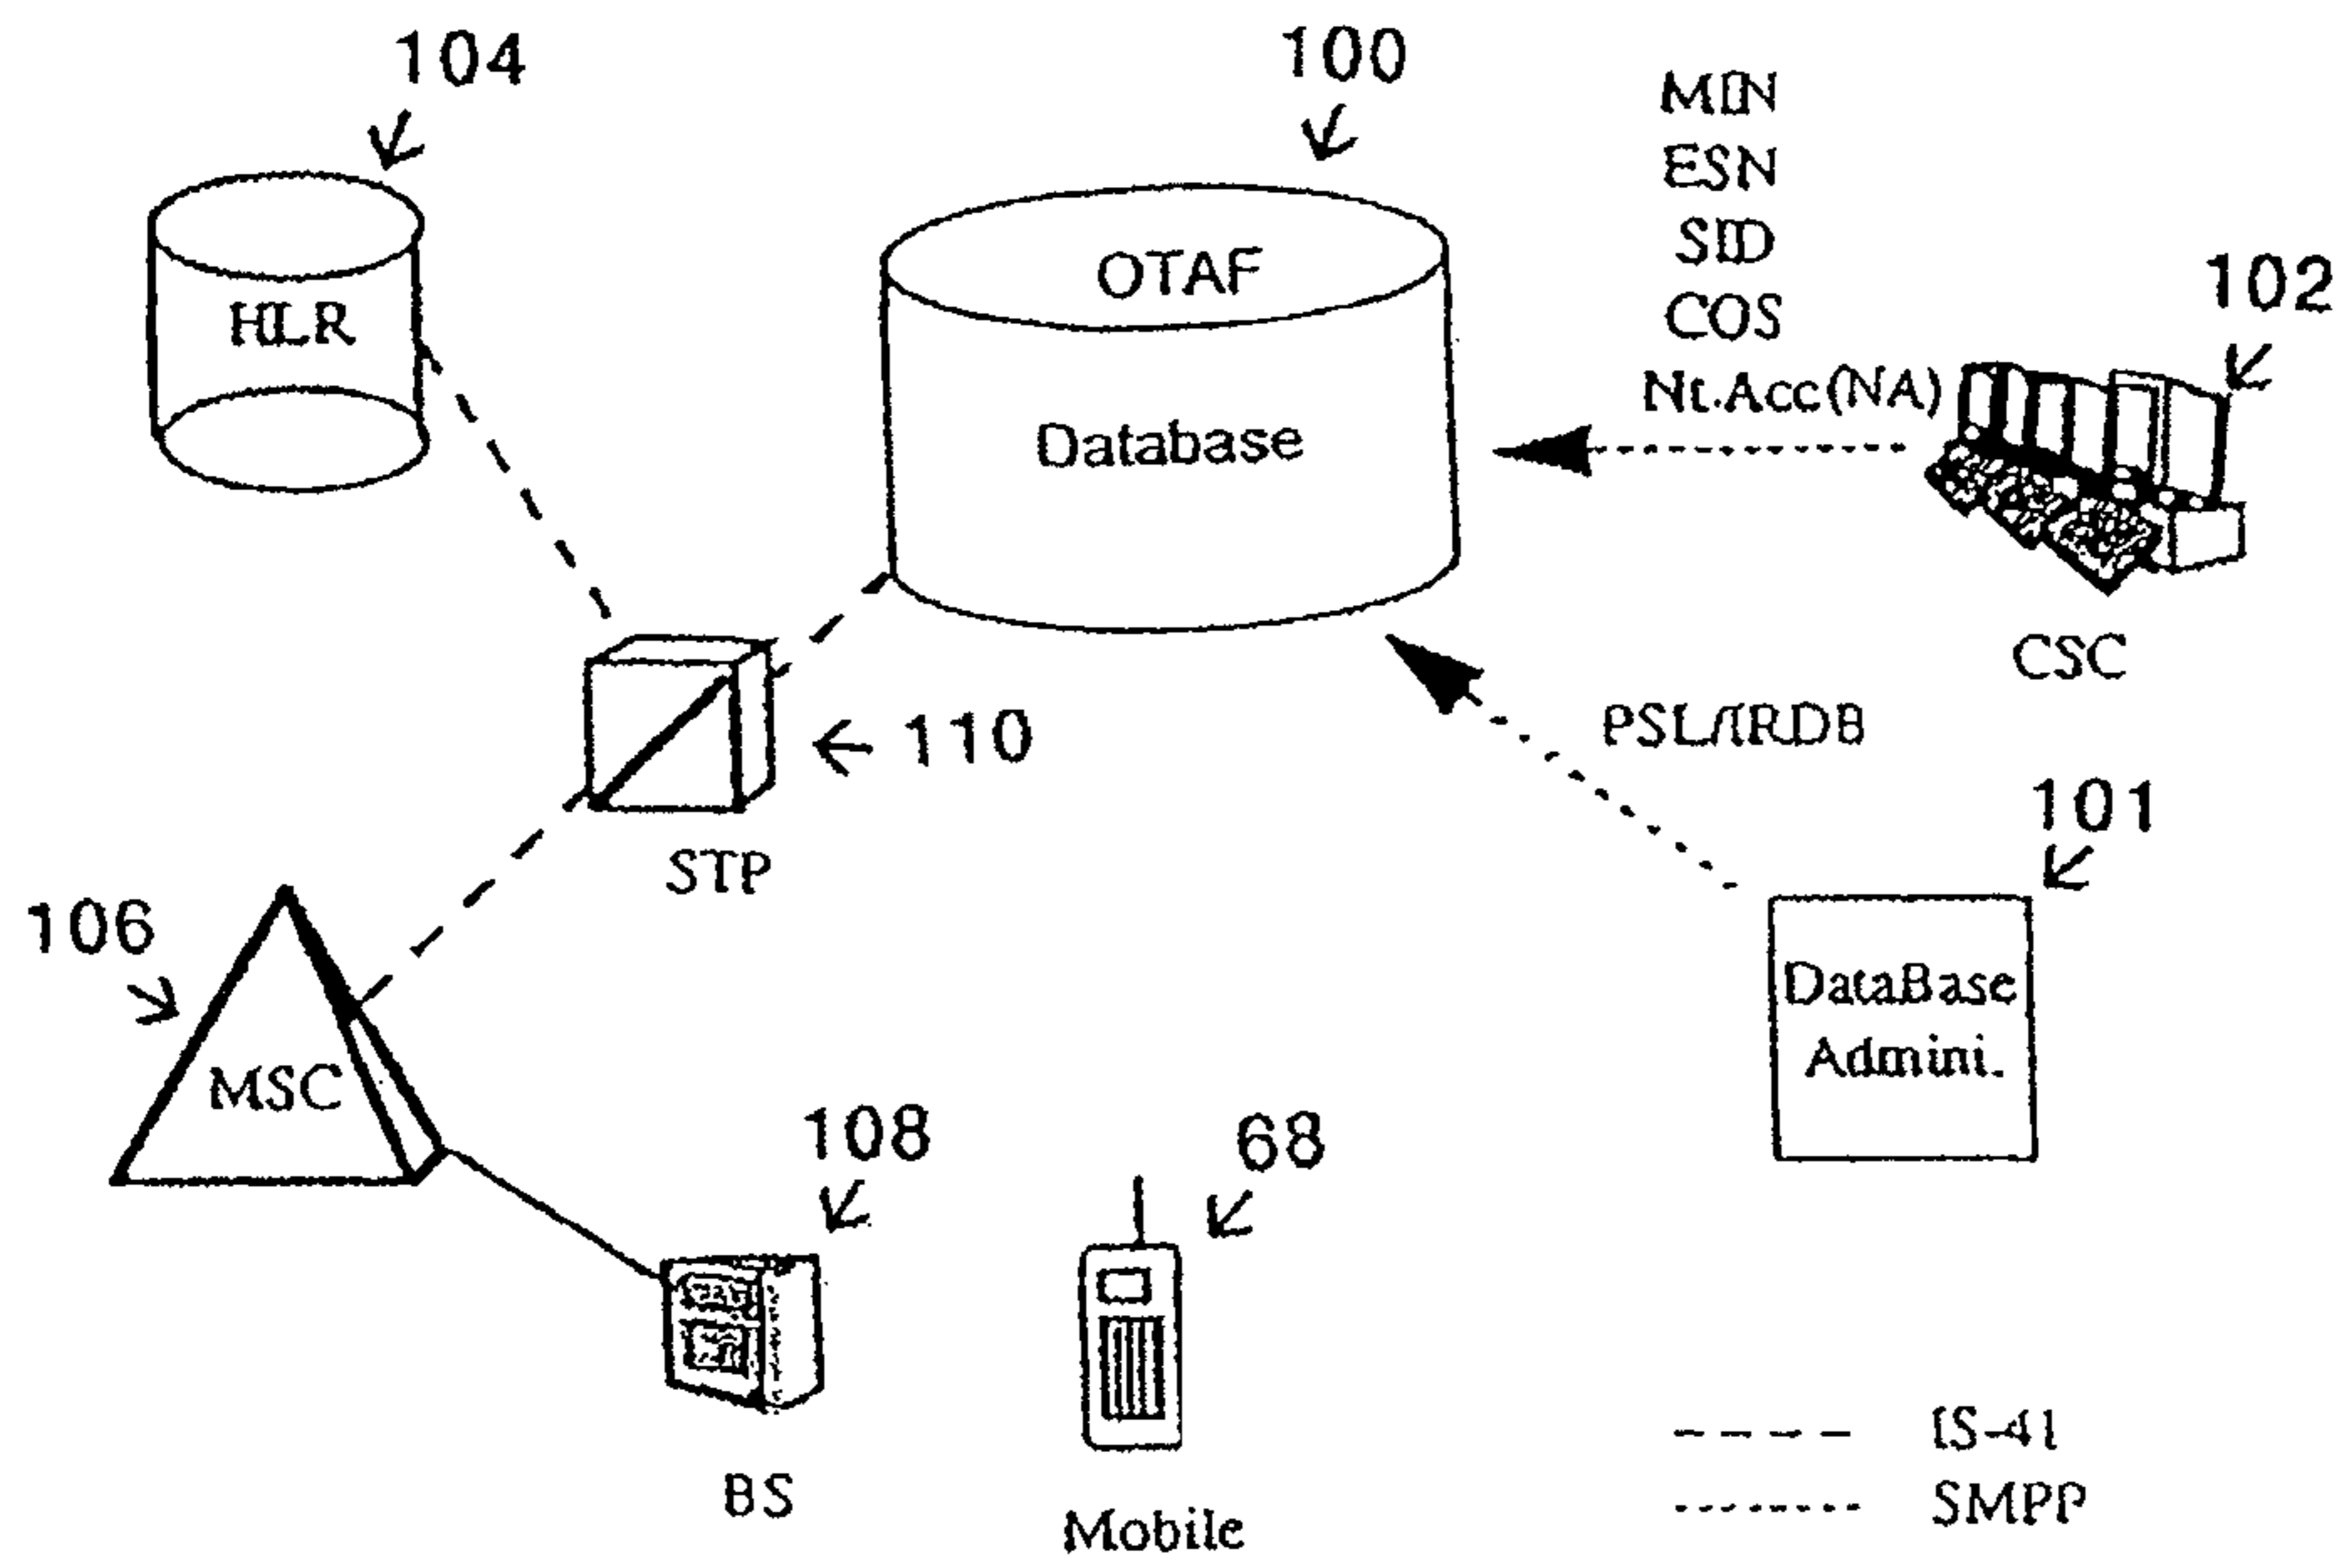 104
100
MIN
ESN
SID
COS
Nt.Acc(NA)
102
HLR
OTAF
Database
CSC
110
PSL/IRDB
STP
101
106
DataBase
Admini.
MSC
108
68
BS
Mobile
IS-41
SMPP